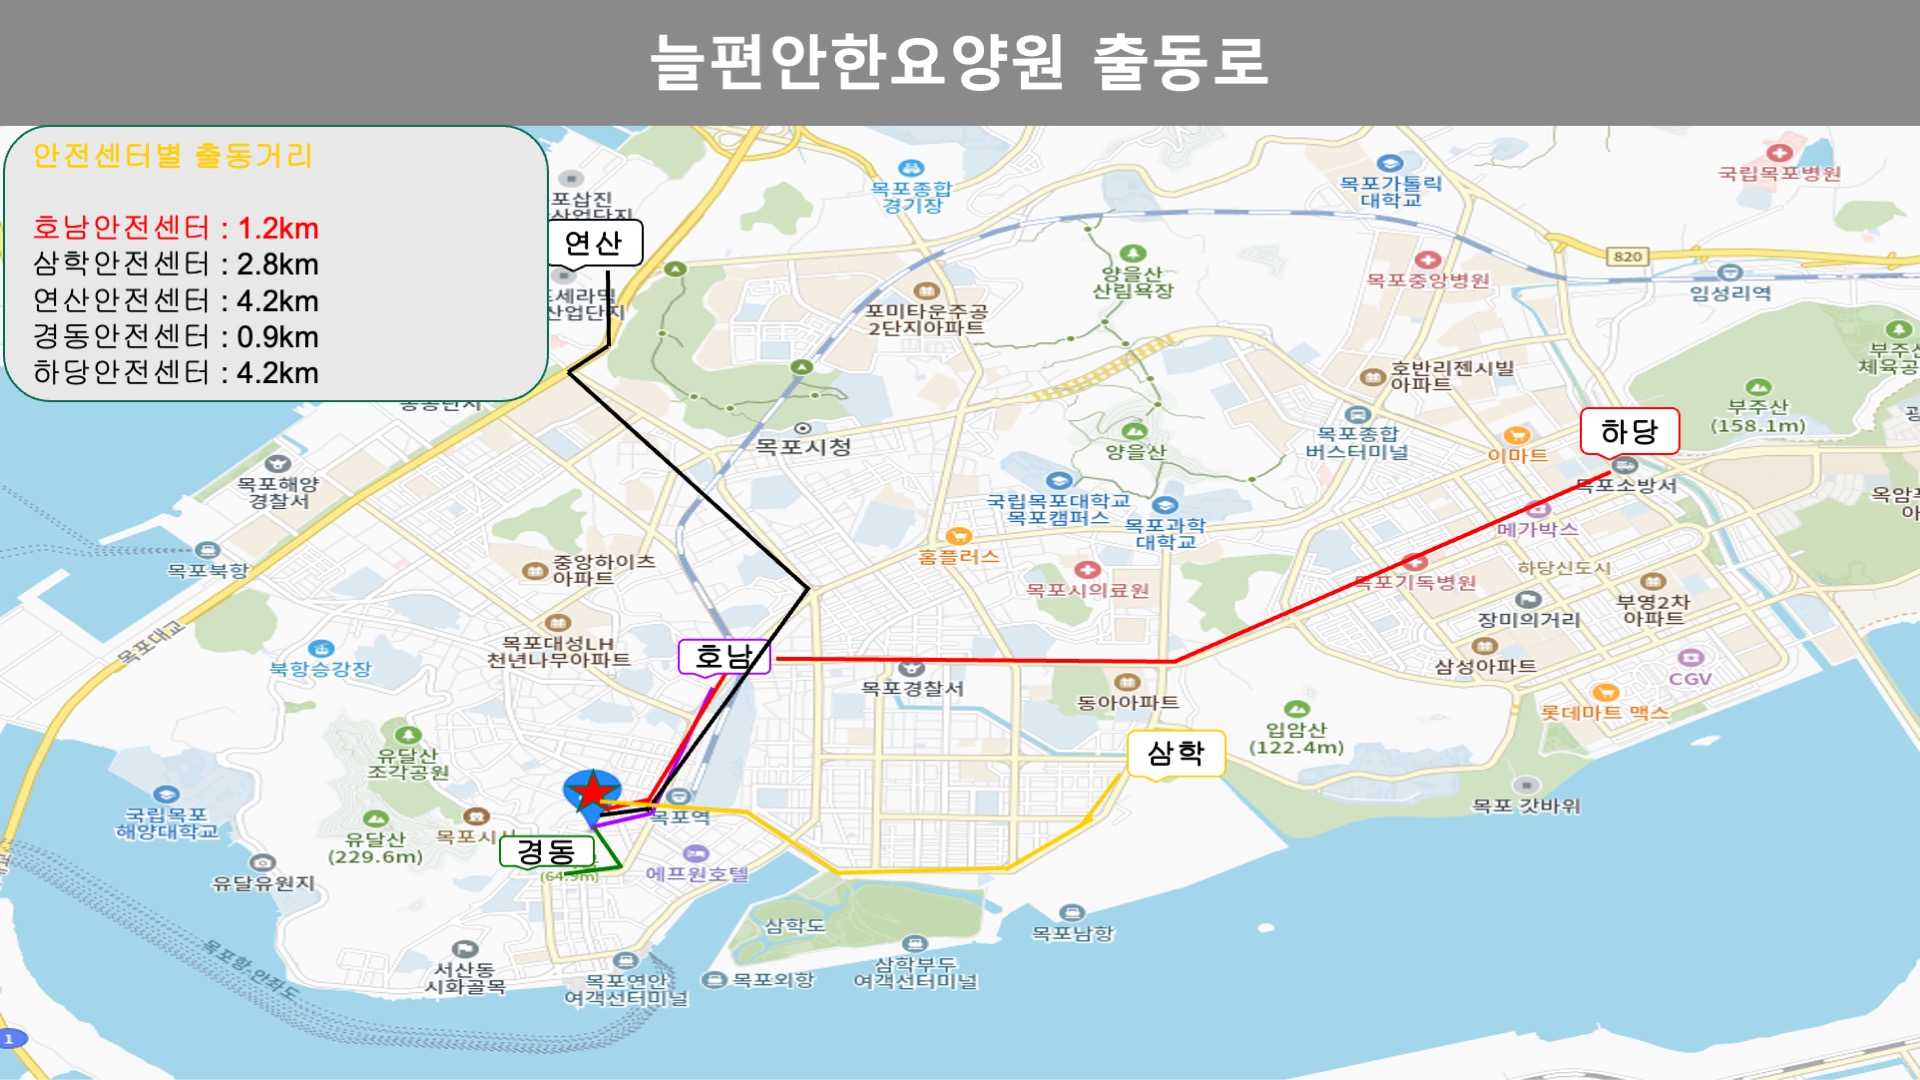 늘편안한요양원 출동로
안전센터별 출동거리
호남안전센터 : 1.2km
삼학안전센터 : 2.8km
연산안전센터 : 4.2km
경동안전센터 : 0.9km
하당안전센터 : 4.2km
포삽진
산업단지
연산
세라믹
산업단지
목포종합
경기장
목포가톨릭
대학교
국립목포병원
820
양을산
산림욕장
목포중앙병원
임성리역
포미타운주공
2단지아파트
호반리젠시빌
아파트
부주산
체육공
부주산
(158.1m)
목포시청
양을산
목포종합
버스터미널
이마트
하당
목포소방서
목포해양
경찰서
국립목포대학교
목포캠퍼스
목포과학
대학교
메가박스
옥암
목포북항
중앙하이츠
아파트
홈플러스
목포시의료원
목포기독병원
하당신도시
장미의거리
부영2차
아파트
목포대교
북항승강장
목포대성LH
천년나무아파트
호남
목포경찰서
동아아파트
삼성아파트
CGV
롯데마트 맥스
입암산
(122.4m)
삼학
유달산
조각공원
목포 갓바위
국립목포
해양대학교
유달산
(229.6m)
목포시사
목포역
경동
(64.9m)
에프원호텔
유달유원지
삼학도
목포남항
서산동
시화골목
목포연안
여객선터미널
목포외항
삼학부두
여객선터미널
목포항-안좌도
1